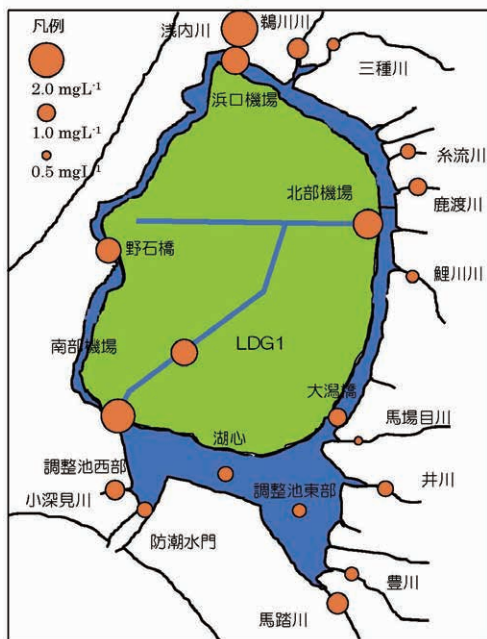 凡例
2.0 mgL⁻¹
1.0 mgL⁻¹
0.5 mgL⁻¹
浅内川
鵜川川
三種川
浜口機場
糸流川
北部機場
鹿渡川
野石橋
鯉川川
南部機場
LDG1
大潟橋
馬場目川
湖心
調整池西部
調整池東部
井川
小深見川
防潮水門
豊川
馬踏川